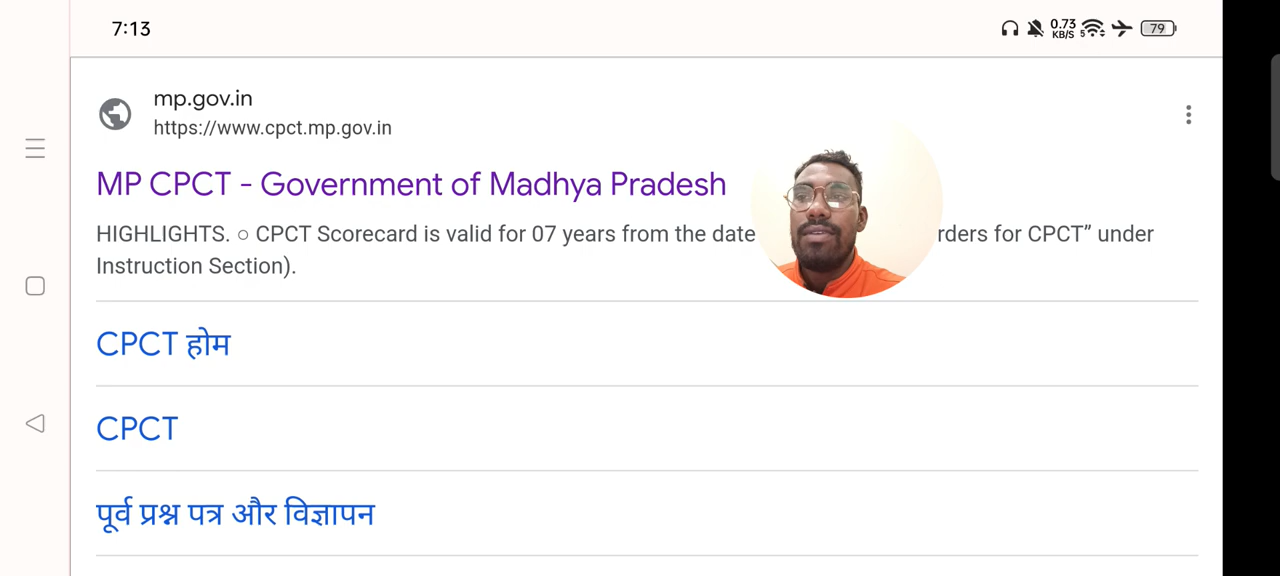 7:13
0.73
KB/S
5
79
mp.gov.in
https://www.cpct.mp.gov.in
MP CPCT - Government of Madhya Pradesh
HIGHLIGHTS. ○ CPCT Scorecard is valid for 07 years from the date rders for CPCT” under
Instruction Section).
CPCT होम
CPCT
पूर्व प्रश्न पत्र और विज्ञापन